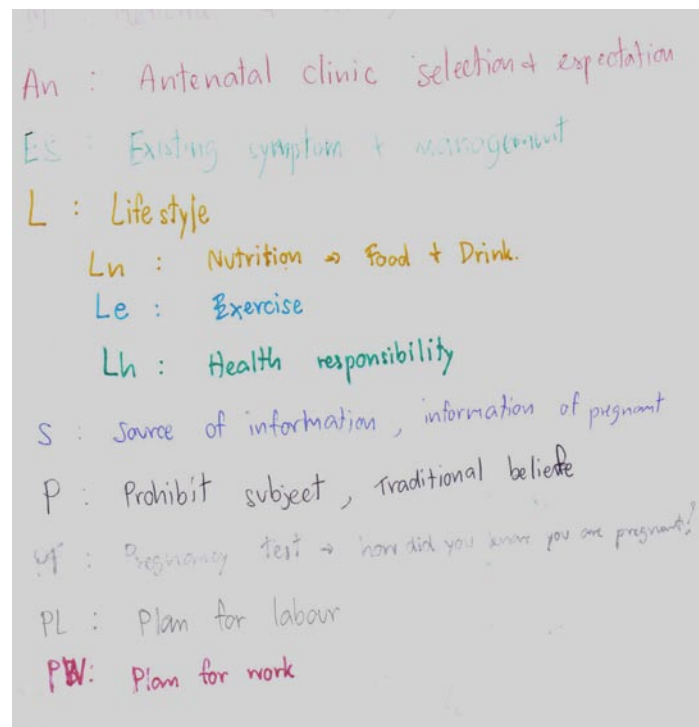 An : Antenatal clinic selection & expectation
ES : Existing symptom + management
L : Life style
Ln : Nutrition → Food + Drink.
Le : Exercise
Lh : Health responsibility
S : Source of information, information of pregnant
P : Prohibit subject, Traditional beliefe
: Pregnancy Test → how did you know you are pregnant?
PL : Plan for labour
PW: Plan for work